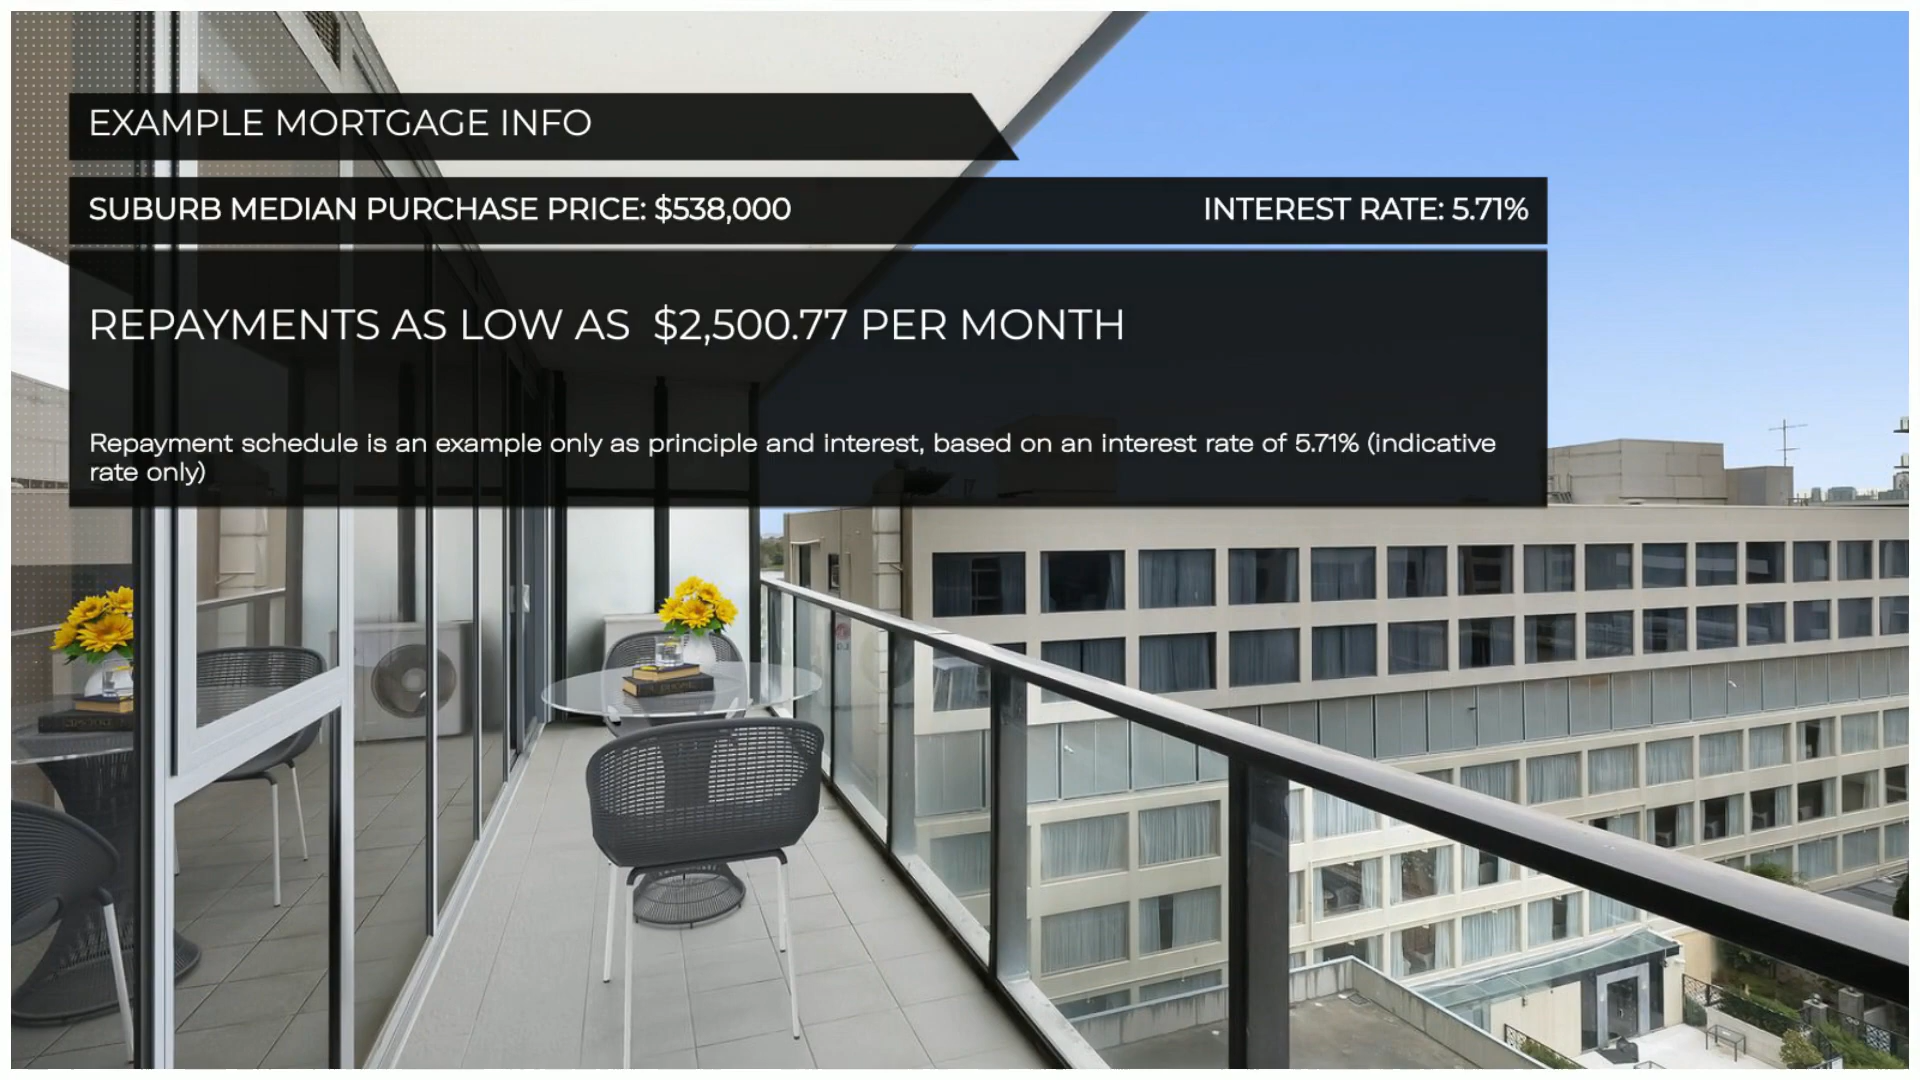 EXAMPLE MORTGAGE INFO
SUBURB MEDIAN PURCHASE PRICE: $538,000
INTEREST RATE: 5.71%
REPAYMENTS AS LOW AS $2,500.77 PER MONTH
Repayment schedule is an example only as principle and interest, based on an interest rate of 5.71% (indicative
rate only)